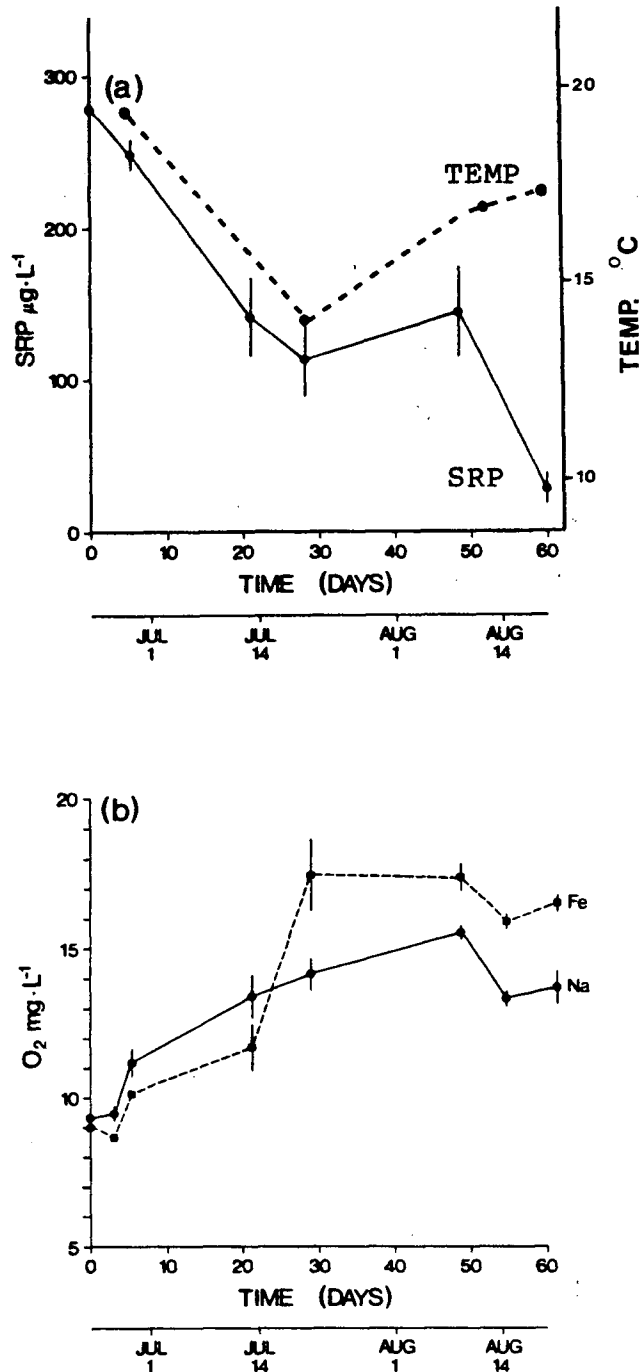 (a)
300
200
100
0
SRP µg·L⁻¹
TEMP
SRP
20
15
10
TEMP. °C
0 10 20 30 40 50 60
TIME (DAYS)
JUL 1
JUL 14
AUG 1
AUG 14
(b)
20
15
10
5
O₂ mg·L⁻¹
Fe
Na
0 10 20 30 40 50 60
TIME (DAYS)
JUL 1
JUL 14
AUG 1
AUG 14